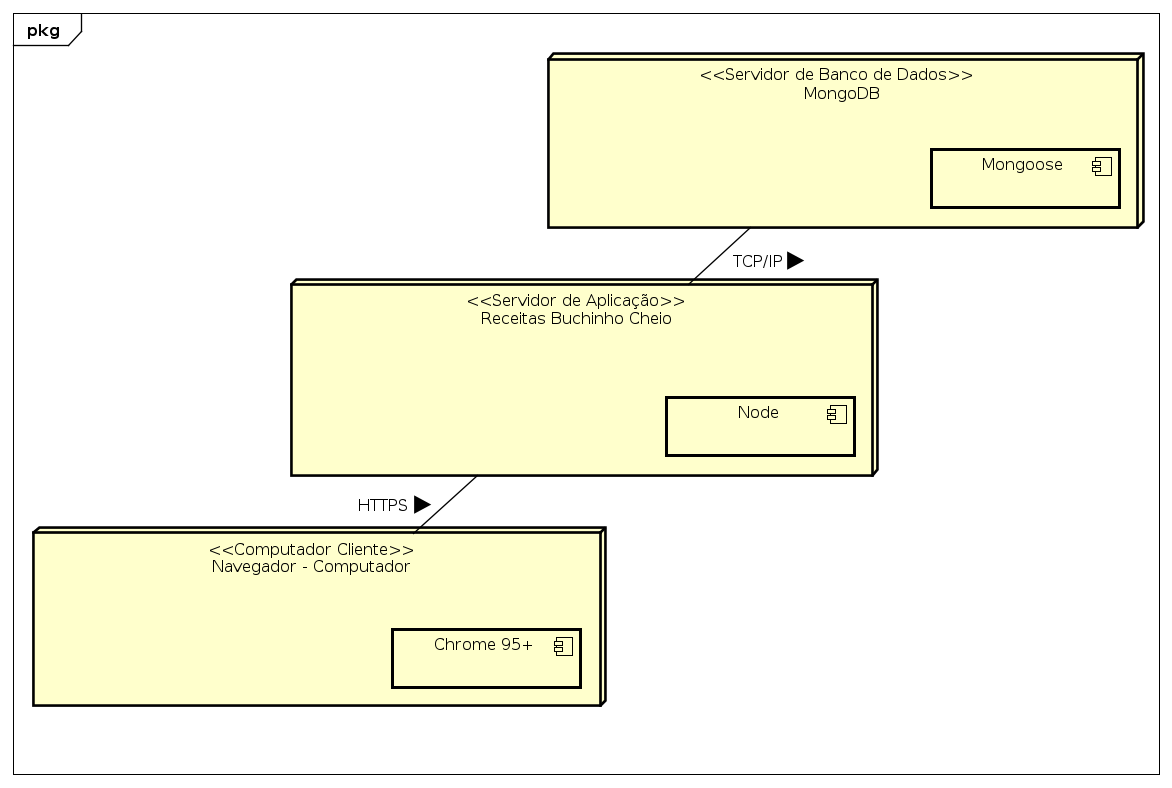 pkg
<<Servidor de Banco de Dados>>
MongoDB
Mongoose
TCP/IP
<<Servidor de Aplicação>>
Receitas Buchinho Cheio
Node
HTTPS
<<Computador Cliente>>
Navegador - Computador
Chrome 95+